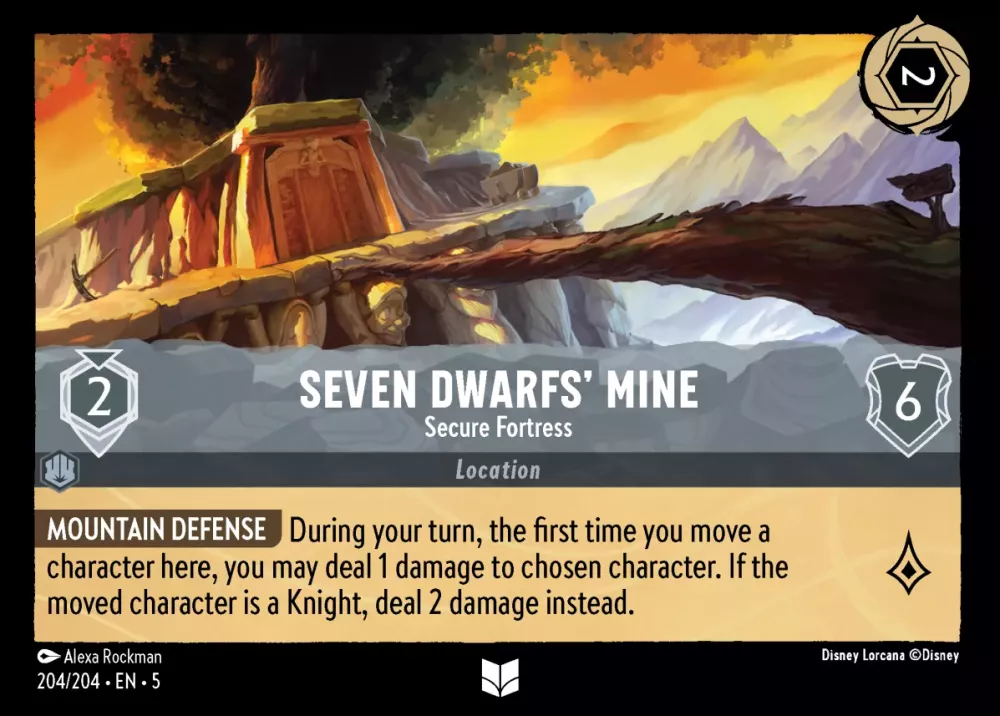 2
2
SEVEN DWARFS’ MINE
6
Secure Fortress
Location
MOUNTAIN DEFENSE During your turn, the first time you move a
character here, you may deal 1 damage to chosen character. If the
moved character is a Knight, deal 2 damage instead.
Alexa Rockman
Disney Lorcana ©Disney
204/204 • EN • 5